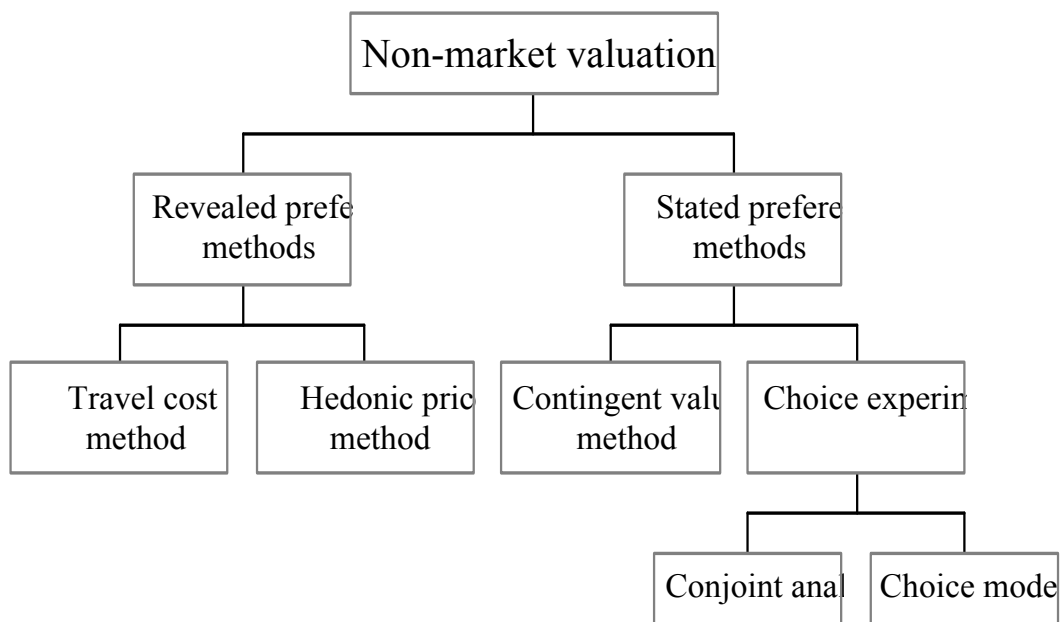 Non-market valuation
Revealed prefe
methods
Stated prefere
methods
Travel cost
method
Hedonic pric
method
Contingent valu
method
Choice experin
Conjoint anal
Choice mode